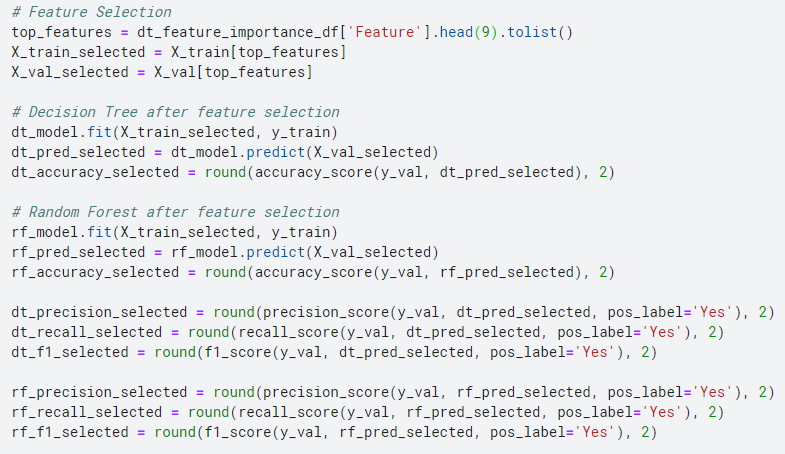 # Feature Selection
top_features = dt_feature_importance_df['Feature'].head(9).tolist()
X_train_selected = X_train[top_features]
X_val_selected = X_val[top_features]
# Decision Tree after feature selection
dt_model.fit(X_train_selected, y_train)
dt_pred_selected = dt_model.predict(X_val_selected)
dt_accuracy_selected = round(accuracy_score(y_val, dt_pred_selected), 2)
# Random Forest after feature selection
rf_model.fit(X_train_selected, y_train)
rf_pred_selected = rf_model.predict(X_val_selected)
rf_accuracy_selected = round(accuracy_score(y_val, rf_pred_selected), 2)
dt_precision_selected = round(precision_score(y_val, dt_pred_selected, pos_label='Yes'), 2)
dt_recall_selected = round(recall_score(y_val, dt_pred_selected, pos_label='Yes'), 2)
dt_f1_selected = round(f1_score(y_val, dt_pred_selected, pos_label='Yes'), 2)
rf_precision_selected = round(precision_score(y_val, rf_pred_selected, pos_label='Yes'), 2)
rf_recall_selected = round(recall_score(y_val, rf_pred_selected, pos_label='Yes'), 2)
rf_f1_selected = round(f1_score(y_val, rf_pred_selected, pos_label='Yes'), 2)